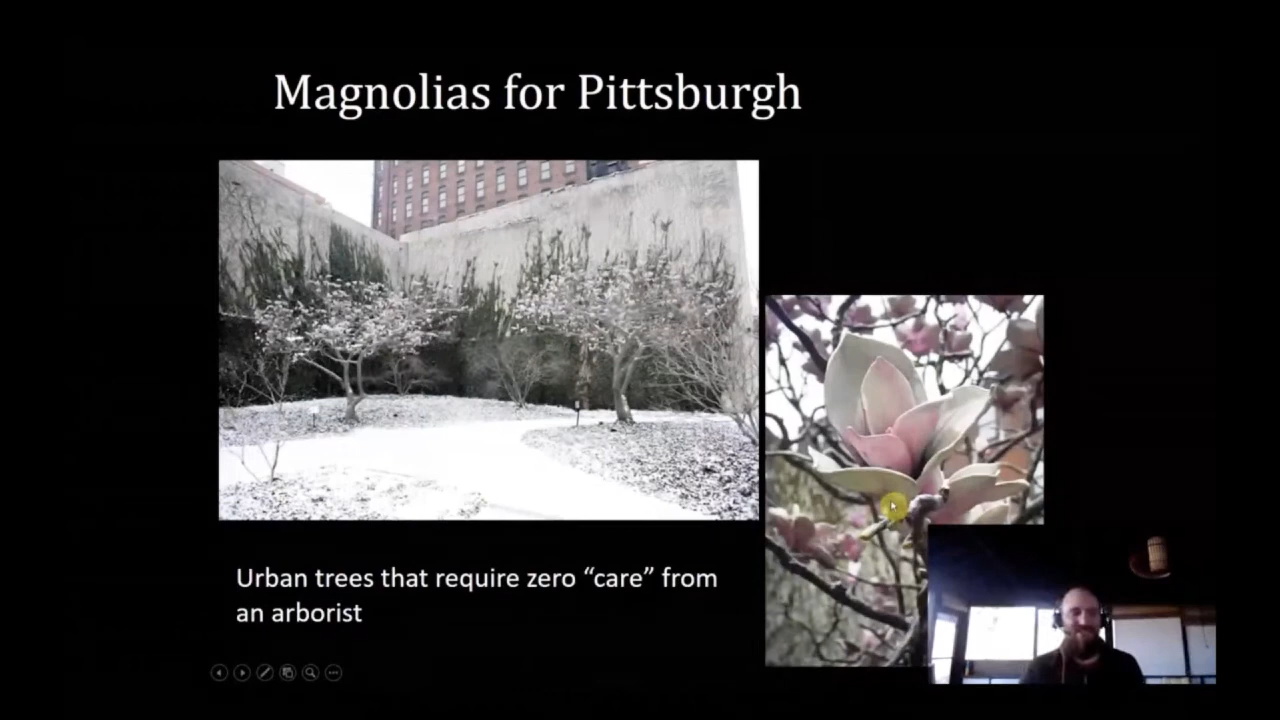 Magnolias for Pittsburgh
Urban trees that require zero “care” from
an arborist